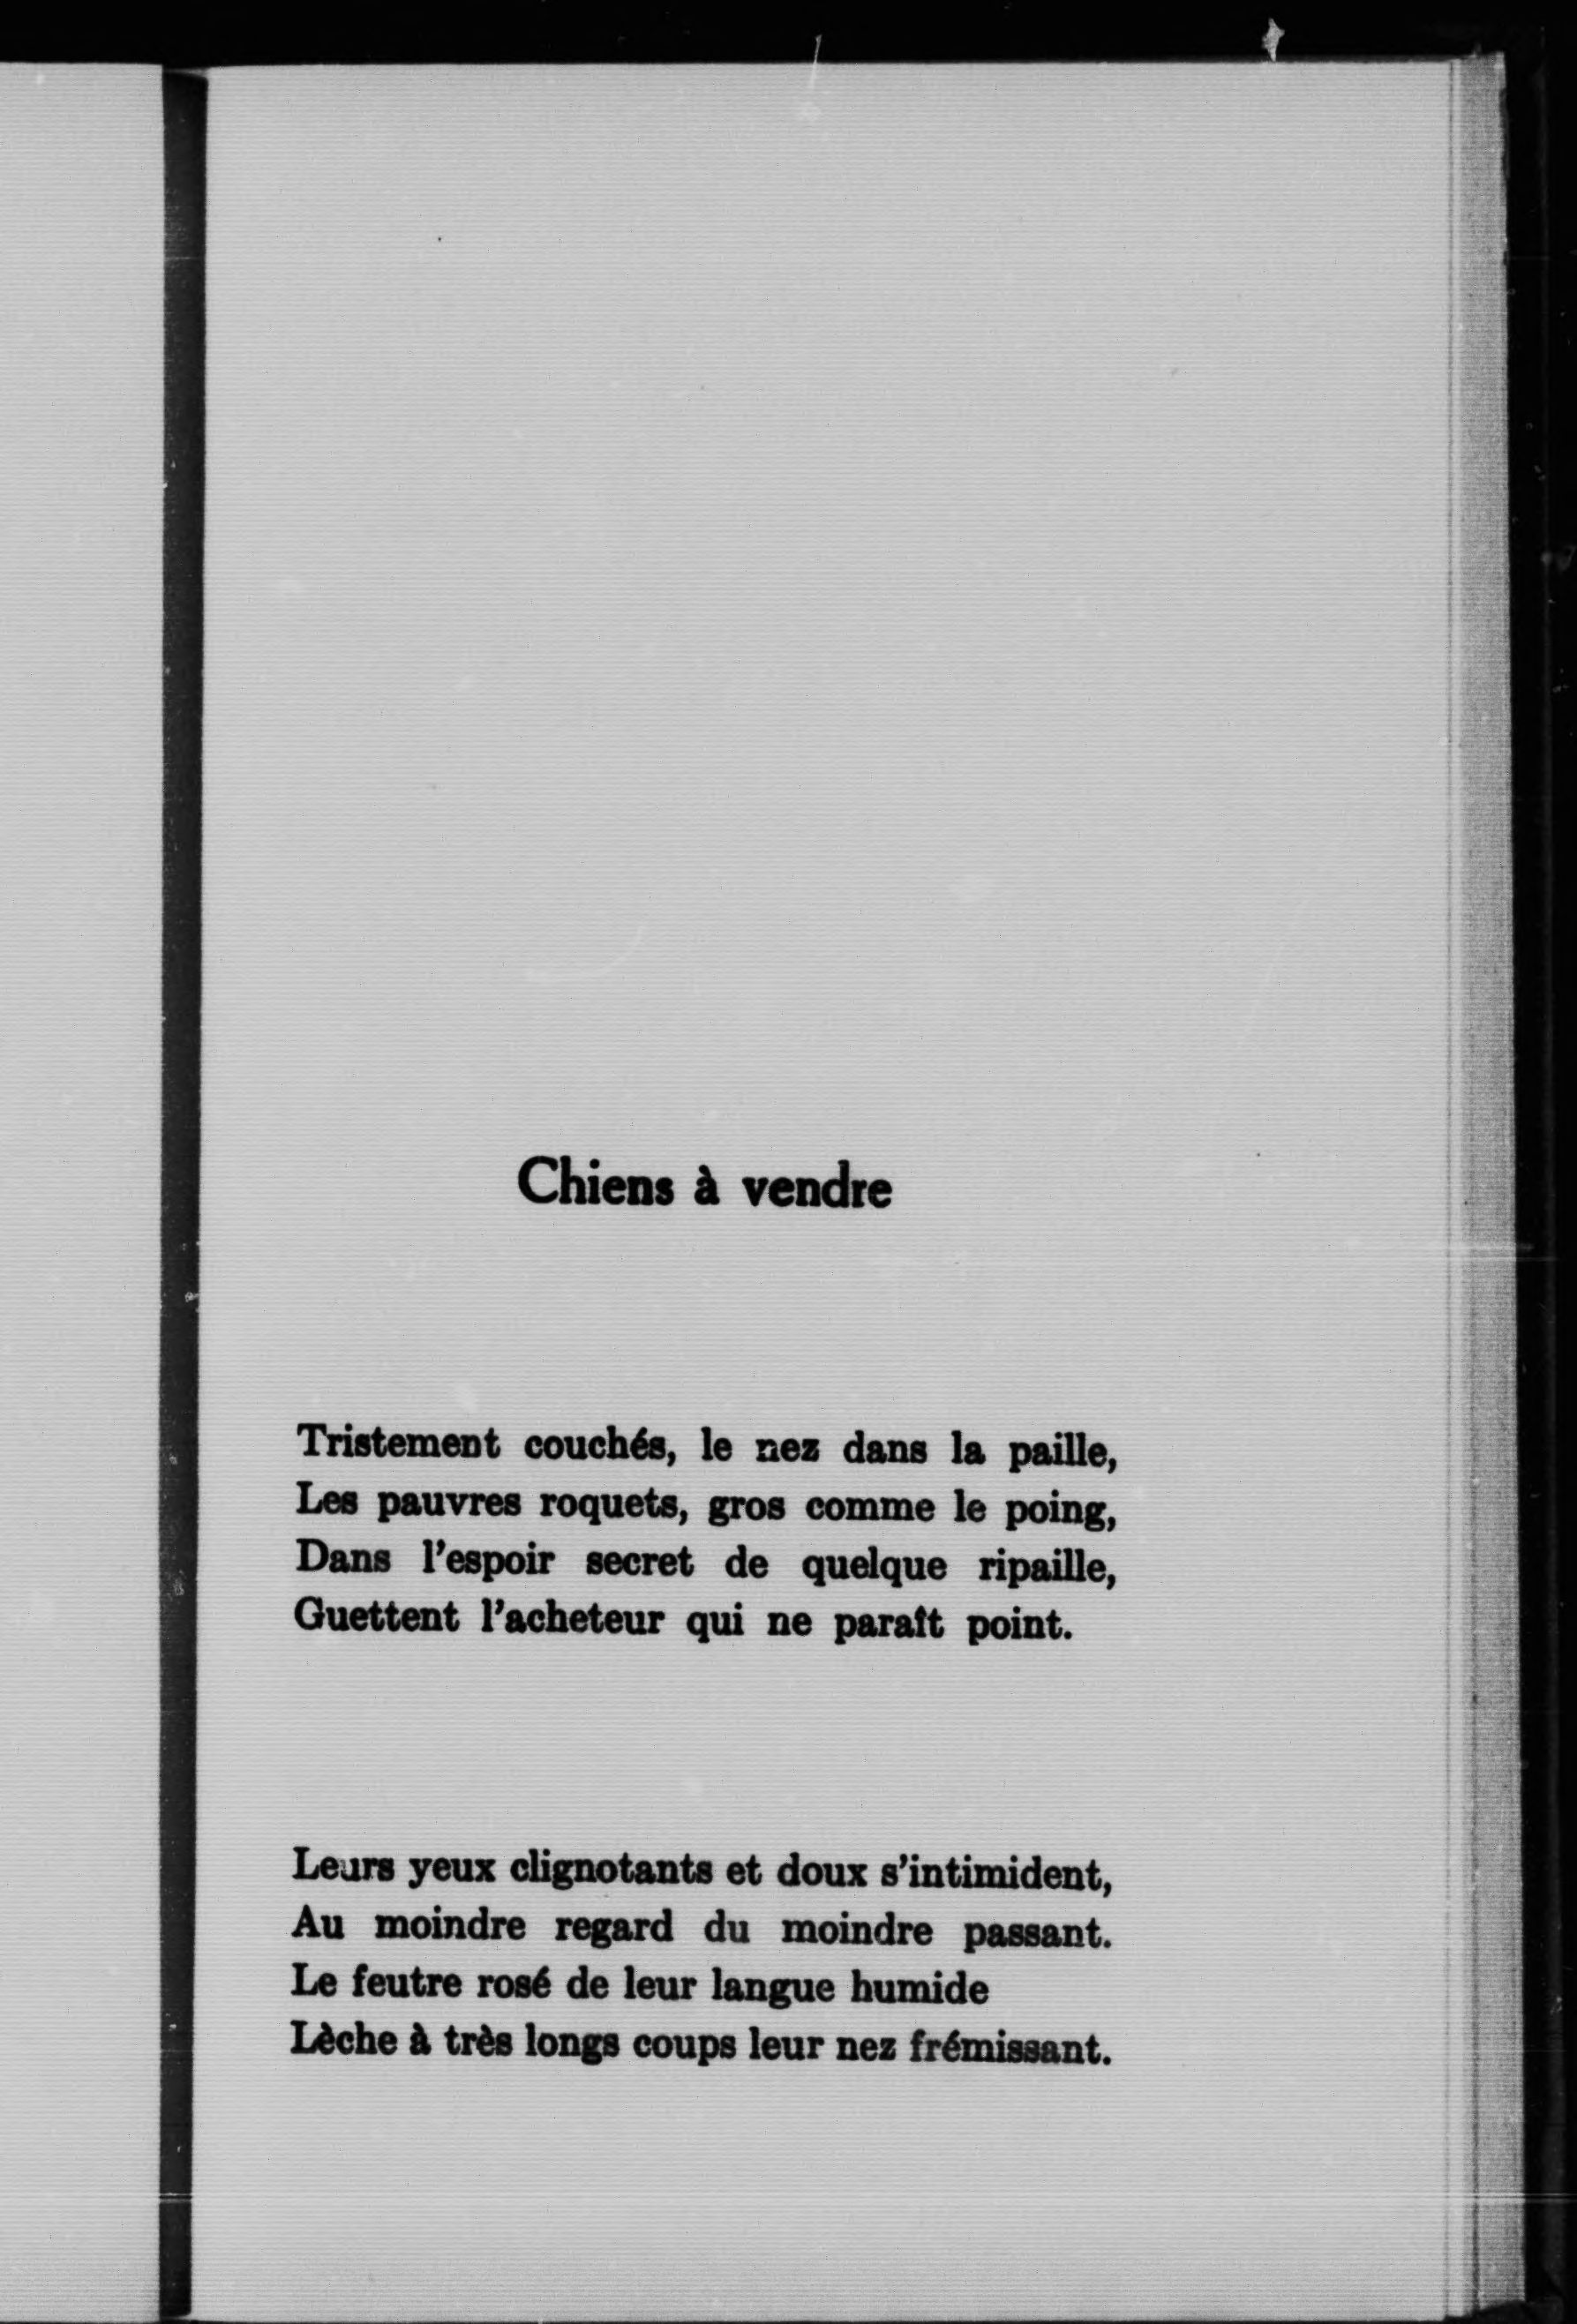 Chiens à vendre
Tristement couchés, le nez dans la paille,
Les pauvres roquets, gros comme le poing,
Dans l'espoir secret de quelque ripaille,
Guettent l'acheteur qui ne paraît point.
Leurs yeux clignotants et doux s'intimident,
Au moindre regard du moindre passant.
Le feutre rosé de leur langue humide
Lèche à très longs coups leur nez frémissant.